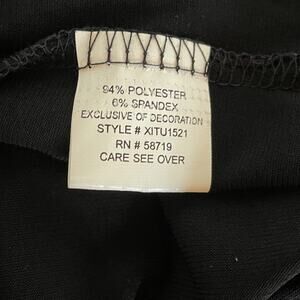 94% POLYESTER
6% SPANDEX
EXCLUSIVE OF DECORATION
STYLE # XITU1521
RN # 58719
CARE SEE OVER